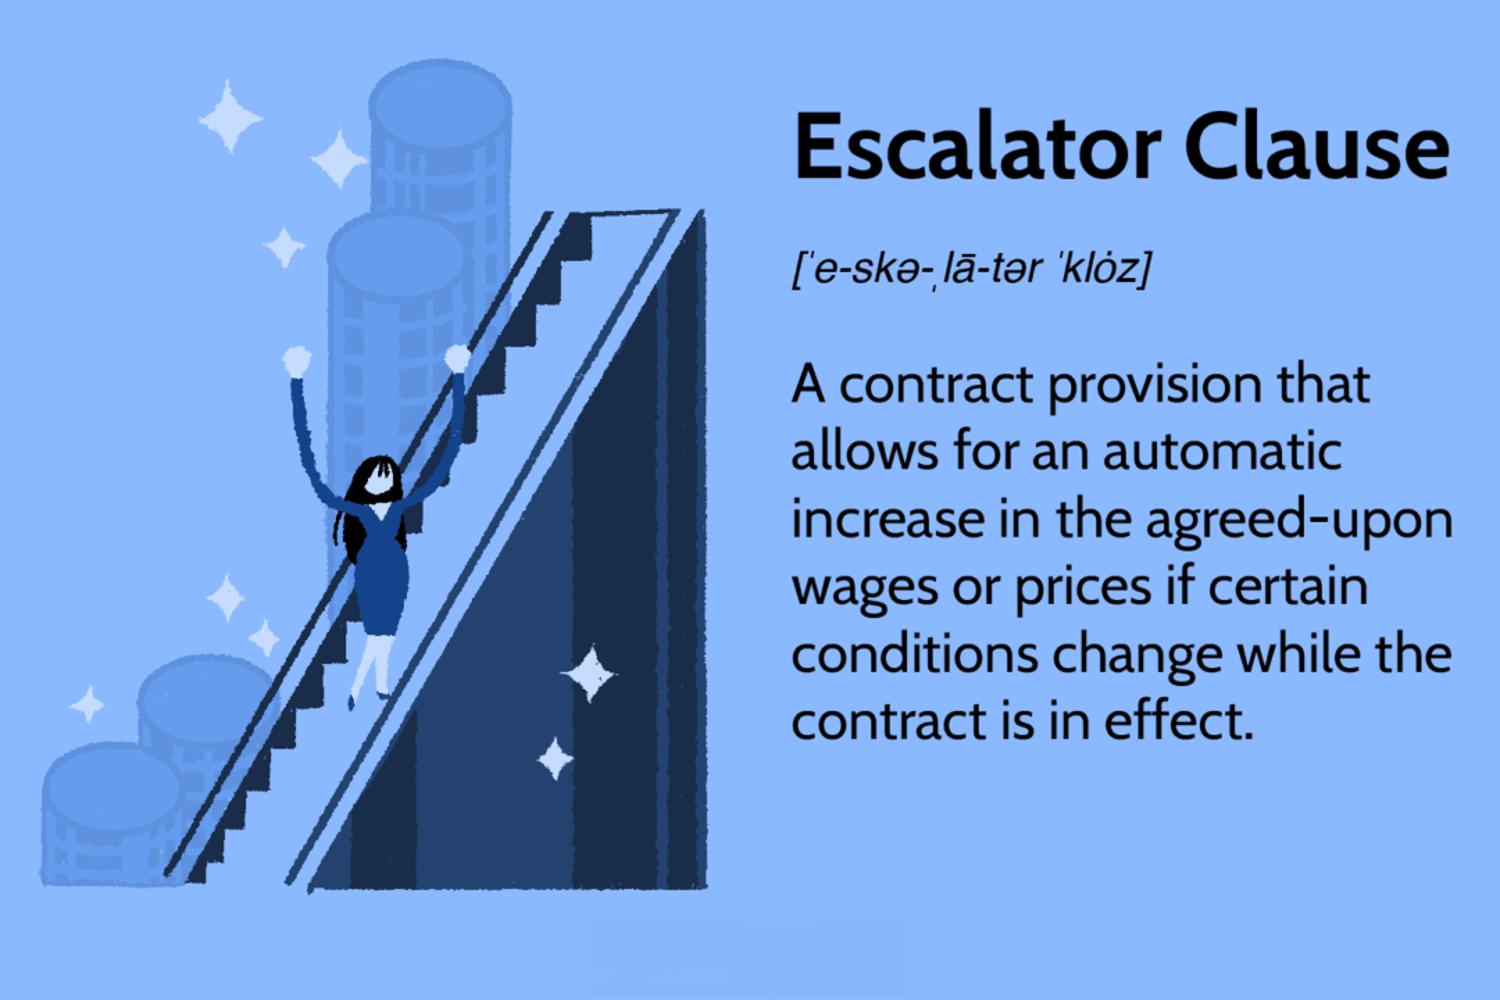 Escalator Clause
[ˈe-skə-ˌlā-tər ˈklȯz]
A contract provision that
allows for an automatic
increase in the agreed-upon
wages or prices if certain
conditions change while the
contract is in effect.